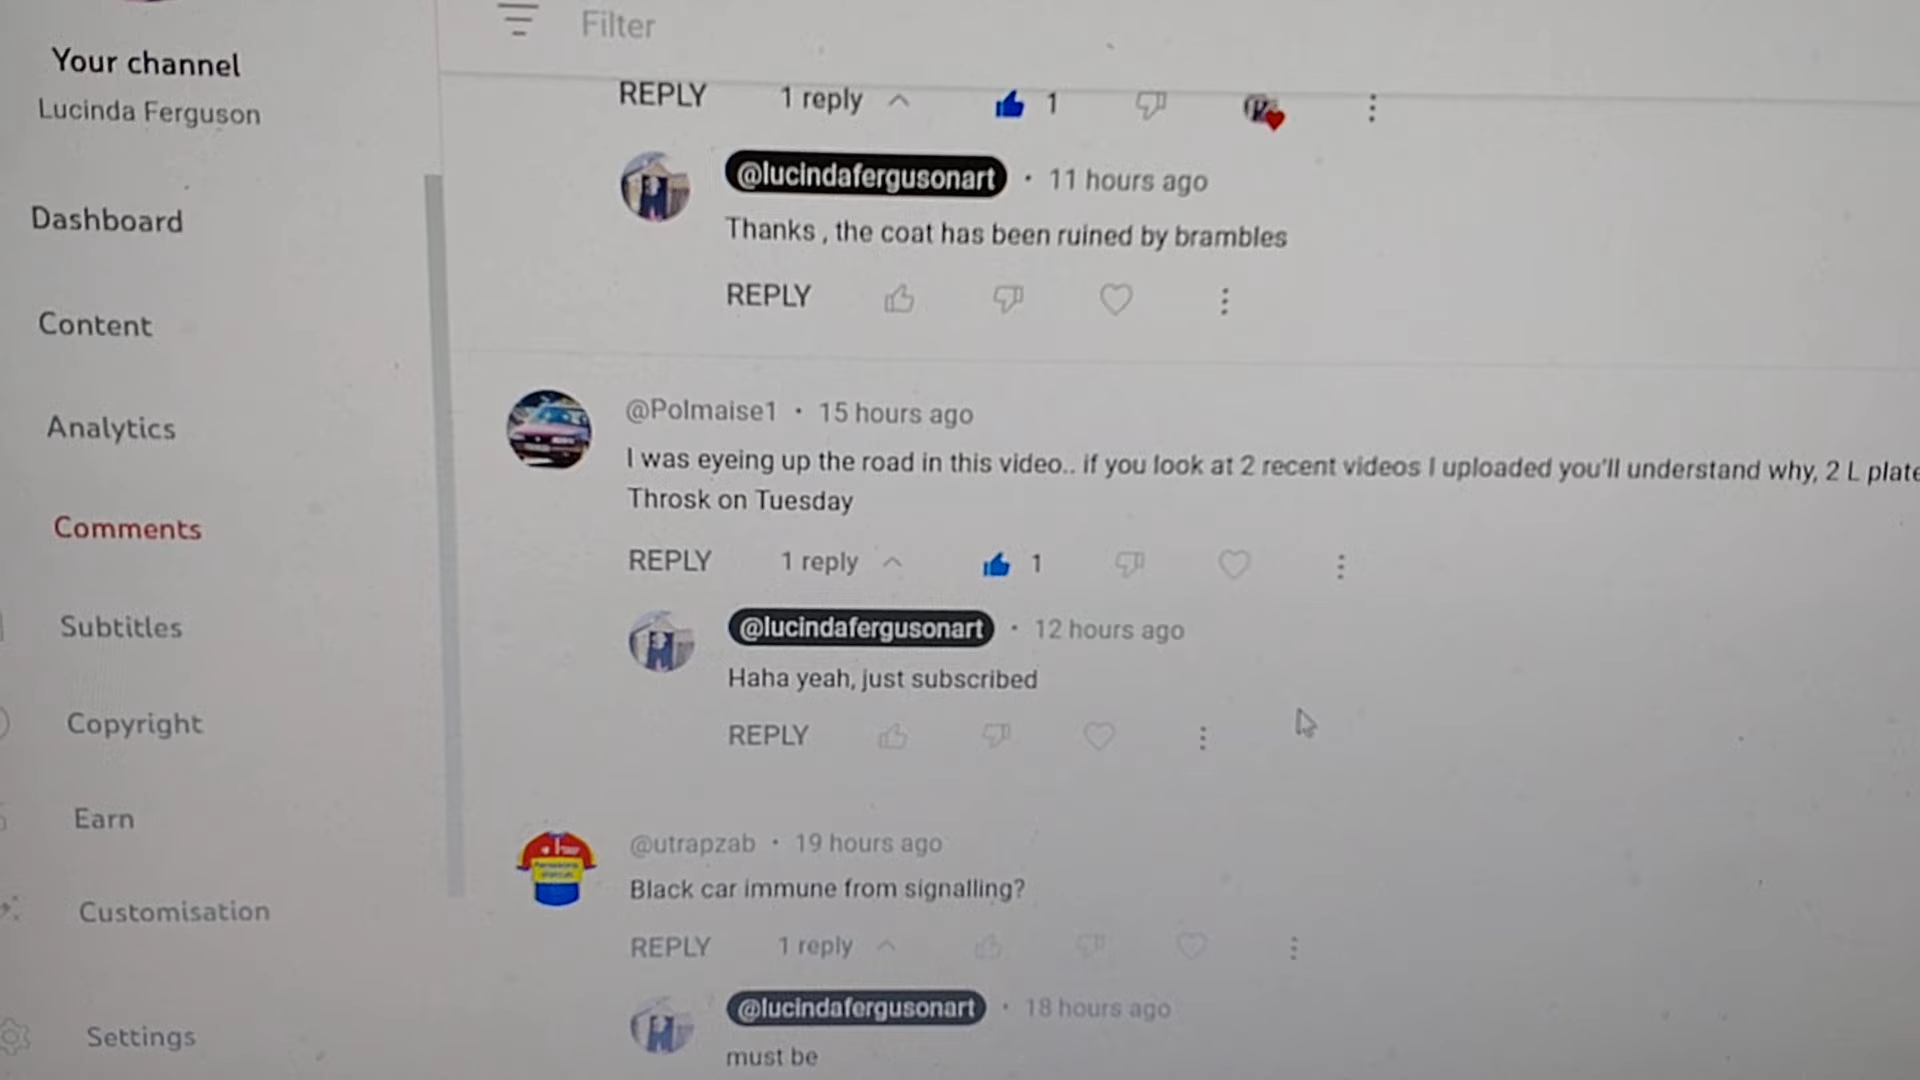 Filter
Your channel
Lucinda Ferguson
Dashboard
Content
Analytics
Comments
Subtitles
Copyright
Earn
Customisation
Settings
REPLY 1 reply 1
@lucindafergusonart · 11 hours ago
Thanks , the coat has been ruined by brambles
REPLY
@Polmaise1 · 15 hours ago
I was eyeing up the road in this video.. if you look at 2 recent videos I uploaded you'll understand why, 2 L plate
Throsk on Tuesday
REPLY 1 reply 1
@lucindafergusonart · 12 hours ago
Haha yeah, just subscribed
REPLY
@utrapzab · 19 hours ago
Black car immune from signalling?
REPLY 1 reply
@lucindafergusonart · 18 hours ago
must be